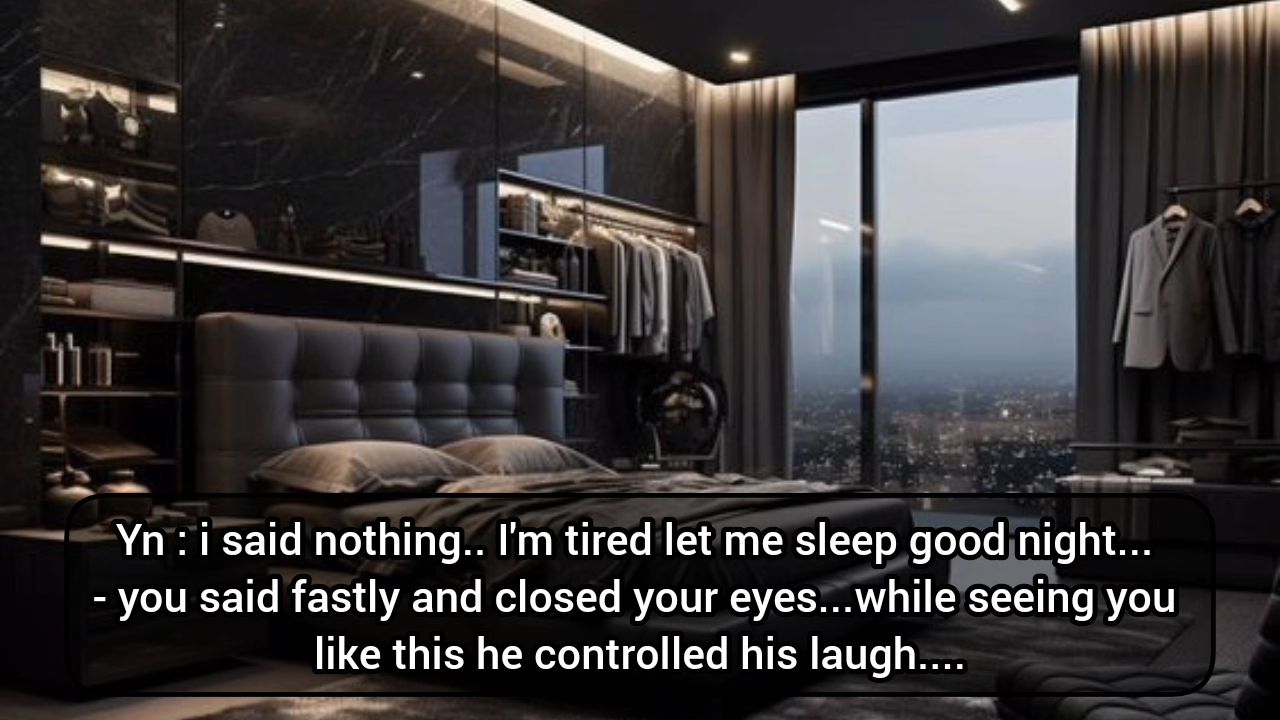 Yn : i said nothing.. I'm tired let me sleep good night...
- you said fastly and closed your eyes...while seeing you
like this he controlled his laugh....